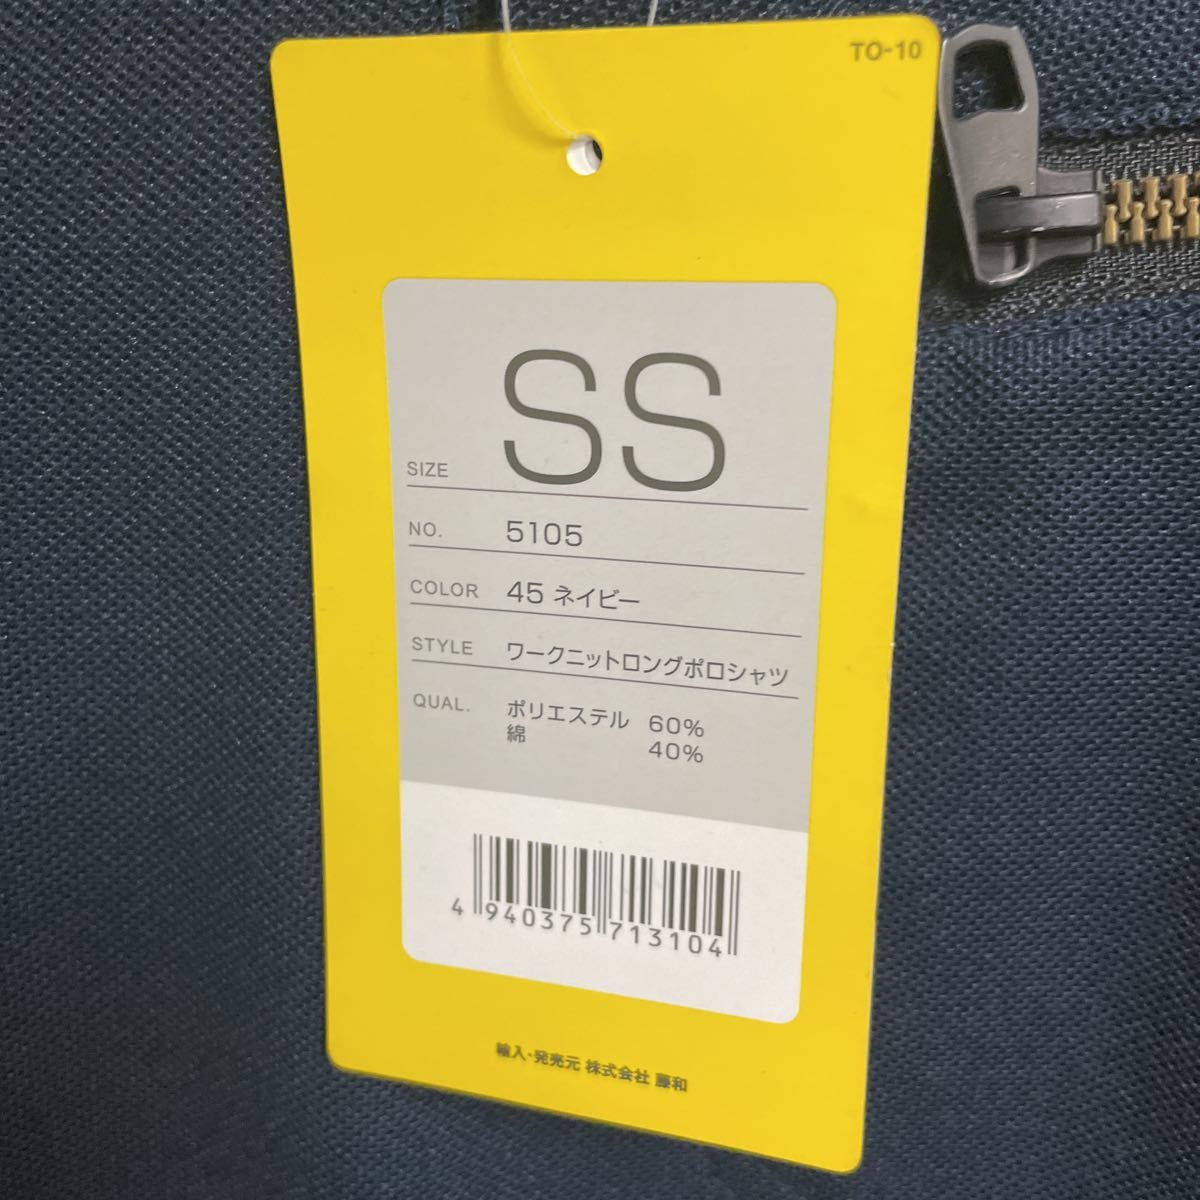 TO-10
SIZE SS
NO. 5105
COLOR 45 ネイビー
STYLE ワークニットロングポロシャツ
QUAL. ポリエステル 60%
綿 40%
4 940375 713104
輸入・発売元 株式会社 藤和